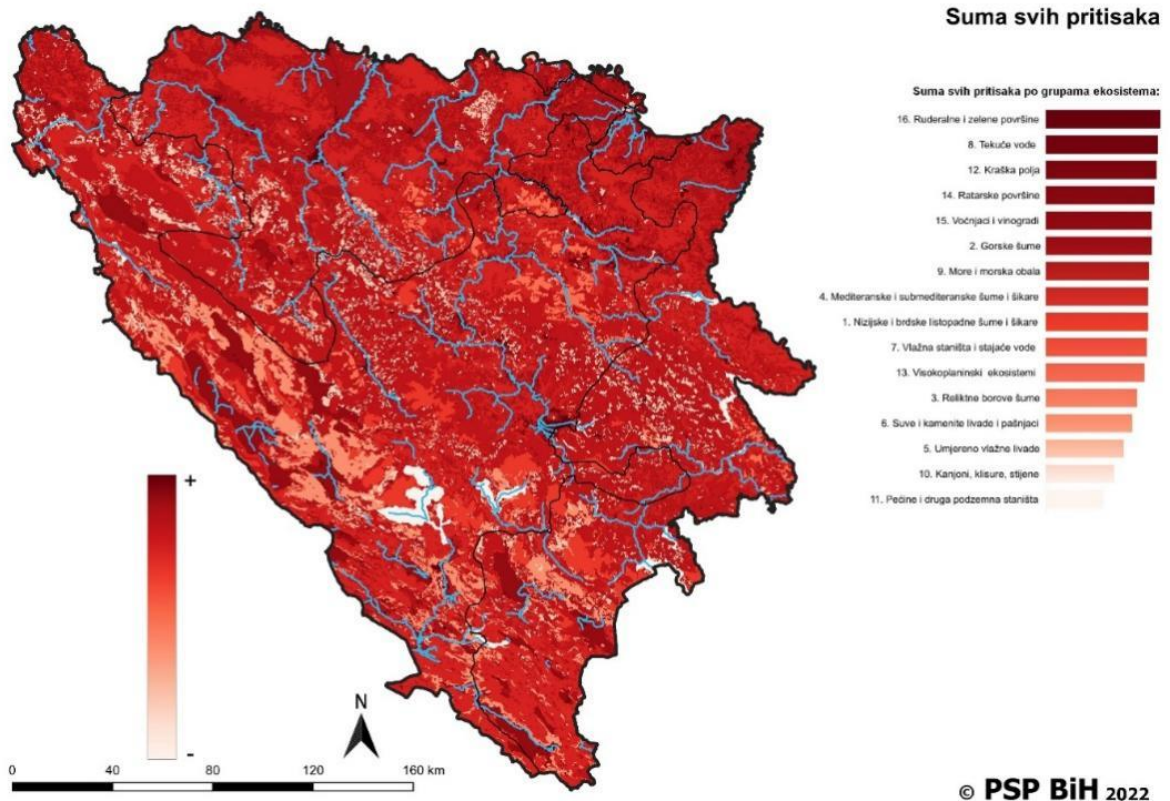 Suma svih pritisaka
Suma svih pritisaka po grupama ekosistema:
16. Ruderalne i zelene površine
8. Tekuće vode
12. Kraška polja
14. Ratarske površine
15. Voćnjaci i vinogradi
2. Gorske šume
9. More i morska obala
4. Mediteranske i submediteranske šume i šikare
1. Nizijske i brdske listopadne šume i šikare
7. Vlažna staništa i stajaće vode
13. Visokoplaninski ekosistemi
3. Reliktne borove šume
6. Suve i kamenite livade i pašnjaci
5. Umjereno vlažne livade
10. Kanjoni, klisure, stijene
11. Pećine i druga podzemna staništa
+
-
N
0 40 80 120 160 km
© PSP BiH 2022